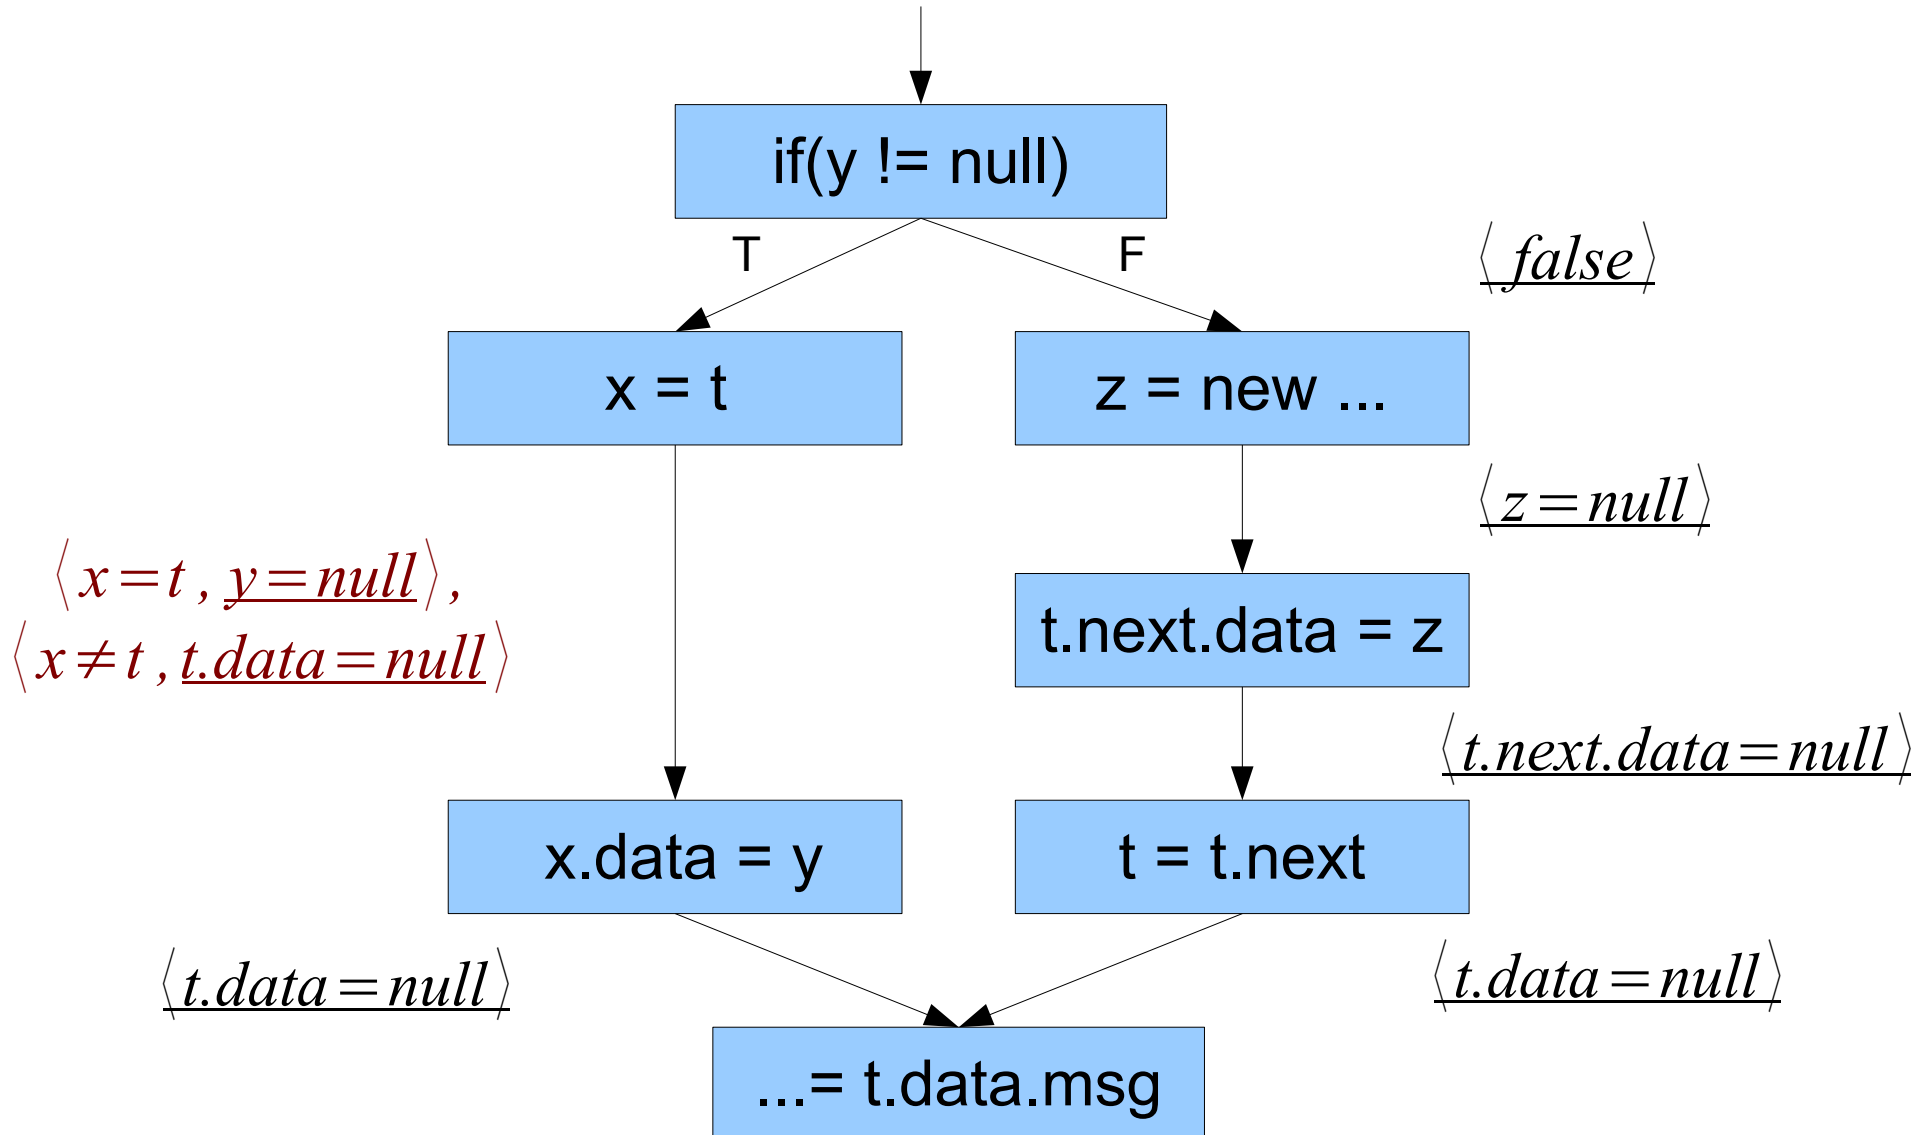 if(y != null)
T
F
⟨false⟩
x = t
z = new ...
⟨z=null⟩
⟨x=t, y=null⟩,
⟨x≠t, t.data=null⟩
t.next.data = z
⟨t.next.data=null⟩
x.data = y
t = t.next
⟨t.data=null⟩
⟨t.data=null⟩
...= t.data.msg